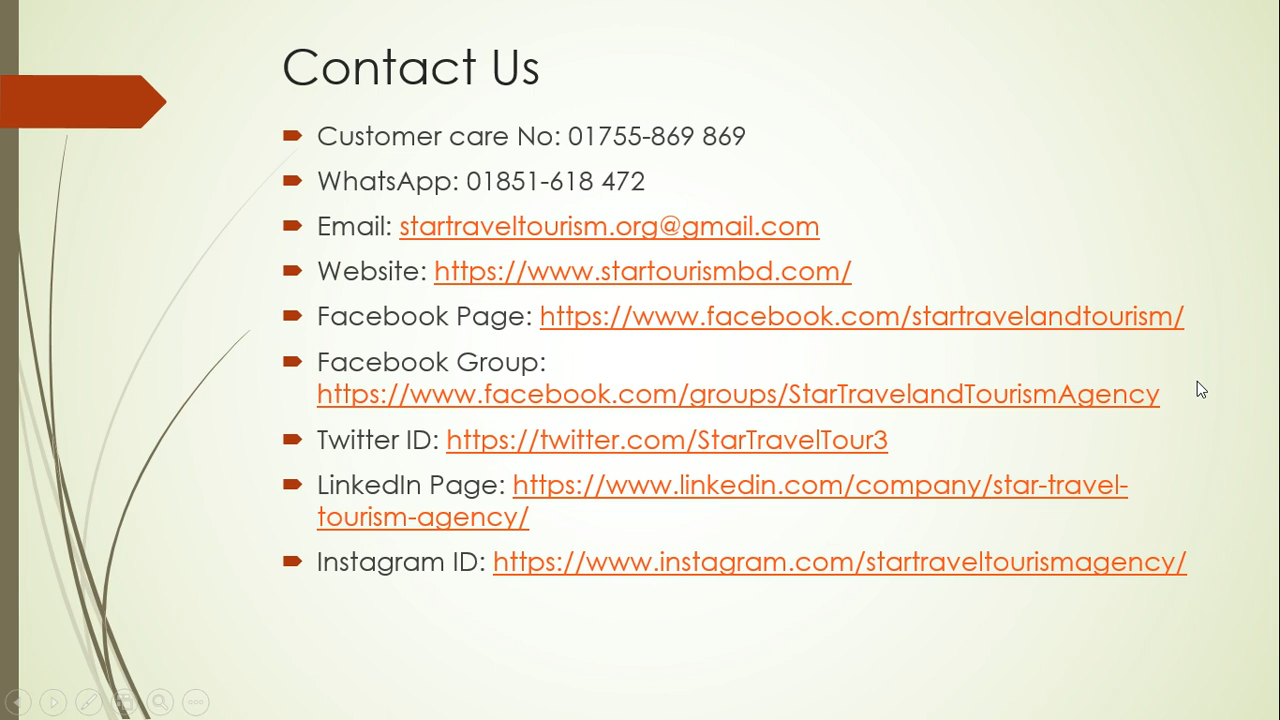 Contact Us
Customer care No: 01755-869 869
WhatsApp: 01851-618 472
Email: startraveltourism.org@gmail.com
Website: https://www.startourismbd.com/
Facebook Page: https://www.facebook.com/startravelandtourism/
Facebook Group:
https://www.facebook.com/groups/StarTravelandTourismAgency
Twitter ID: https://twitter.com/StarTravelTour3
LinkedIn Page: https://www.linkedin.com/company/star-travel-
tourism-agency/
Instagram ID: https://www.instagram.com/startraveltourismagency/